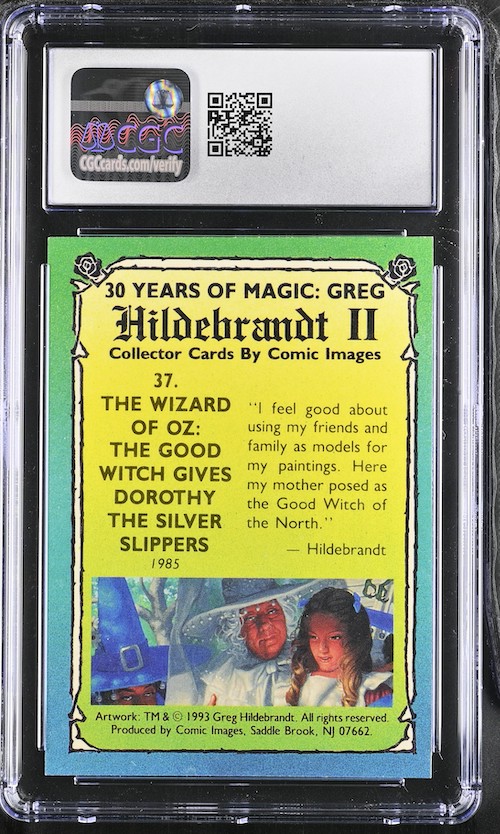 CGC
CGCcards.com/verify
30 YEARS OF MAGIC: GREG
Hildebrandt II
Collector Cards By Comic Images
37.
THE WIZARD
OF OZ:
THE GOOD
WITCH GIVES
DOROTHY
THE SILVER
SLIPPERS
1985
"I feel good about
using my friends and
family as models for
my paintings. Here
my mother posed as
the Good Witch of
the North."
— Hildebrandt
Artwork: TM & © 1993 Greg Hildebrandt. All rights reserved.
Produced by Comic Images, Saddle Brook, NJ 07662.